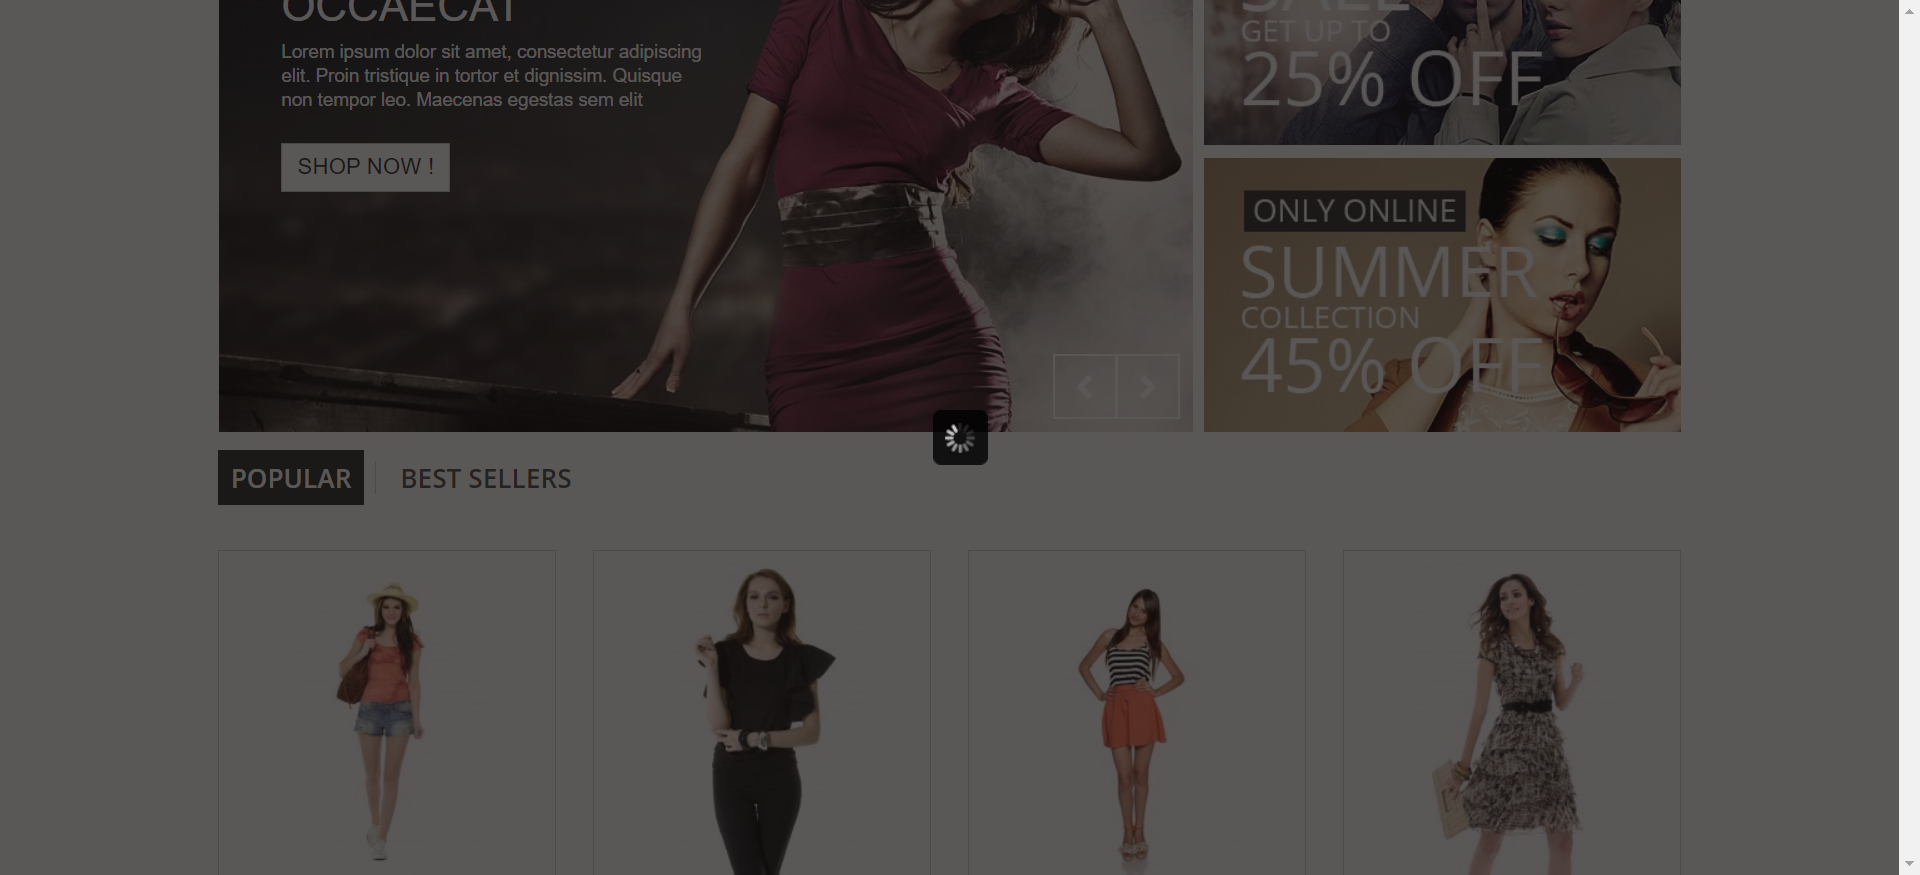 OCCAECAT
Lorem ipsum dolor sit amet, consectetur adipiscing
elit. Proin tristique in tortor et dignissim. Quisque
non tempor leo. Maecenas egestas sem elit
SHOP NOW !
SALE
GET UP TO
25% OFF
ONLY ONLINE
SUMMER
COLLECTION
45% OFF
POPULAR
BEST SELLERS